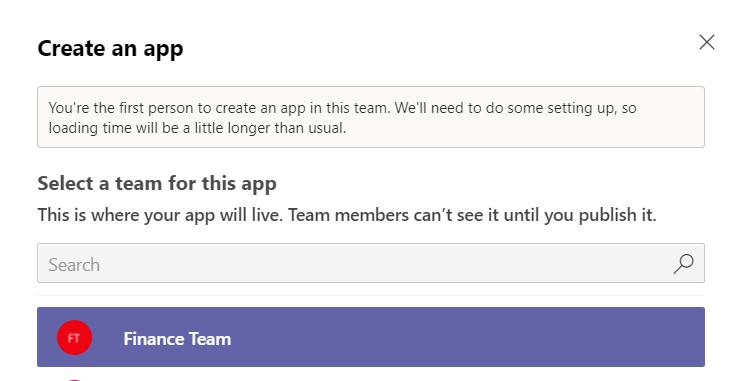 Create an app
You're the first person to create an app in this team. We'll need to do some setting up, so
loading time will be a little longer than usual.
Select a team for this app
This is where your app will live. Team members can’t see it until you publish it.
Search
FT
Finance Team